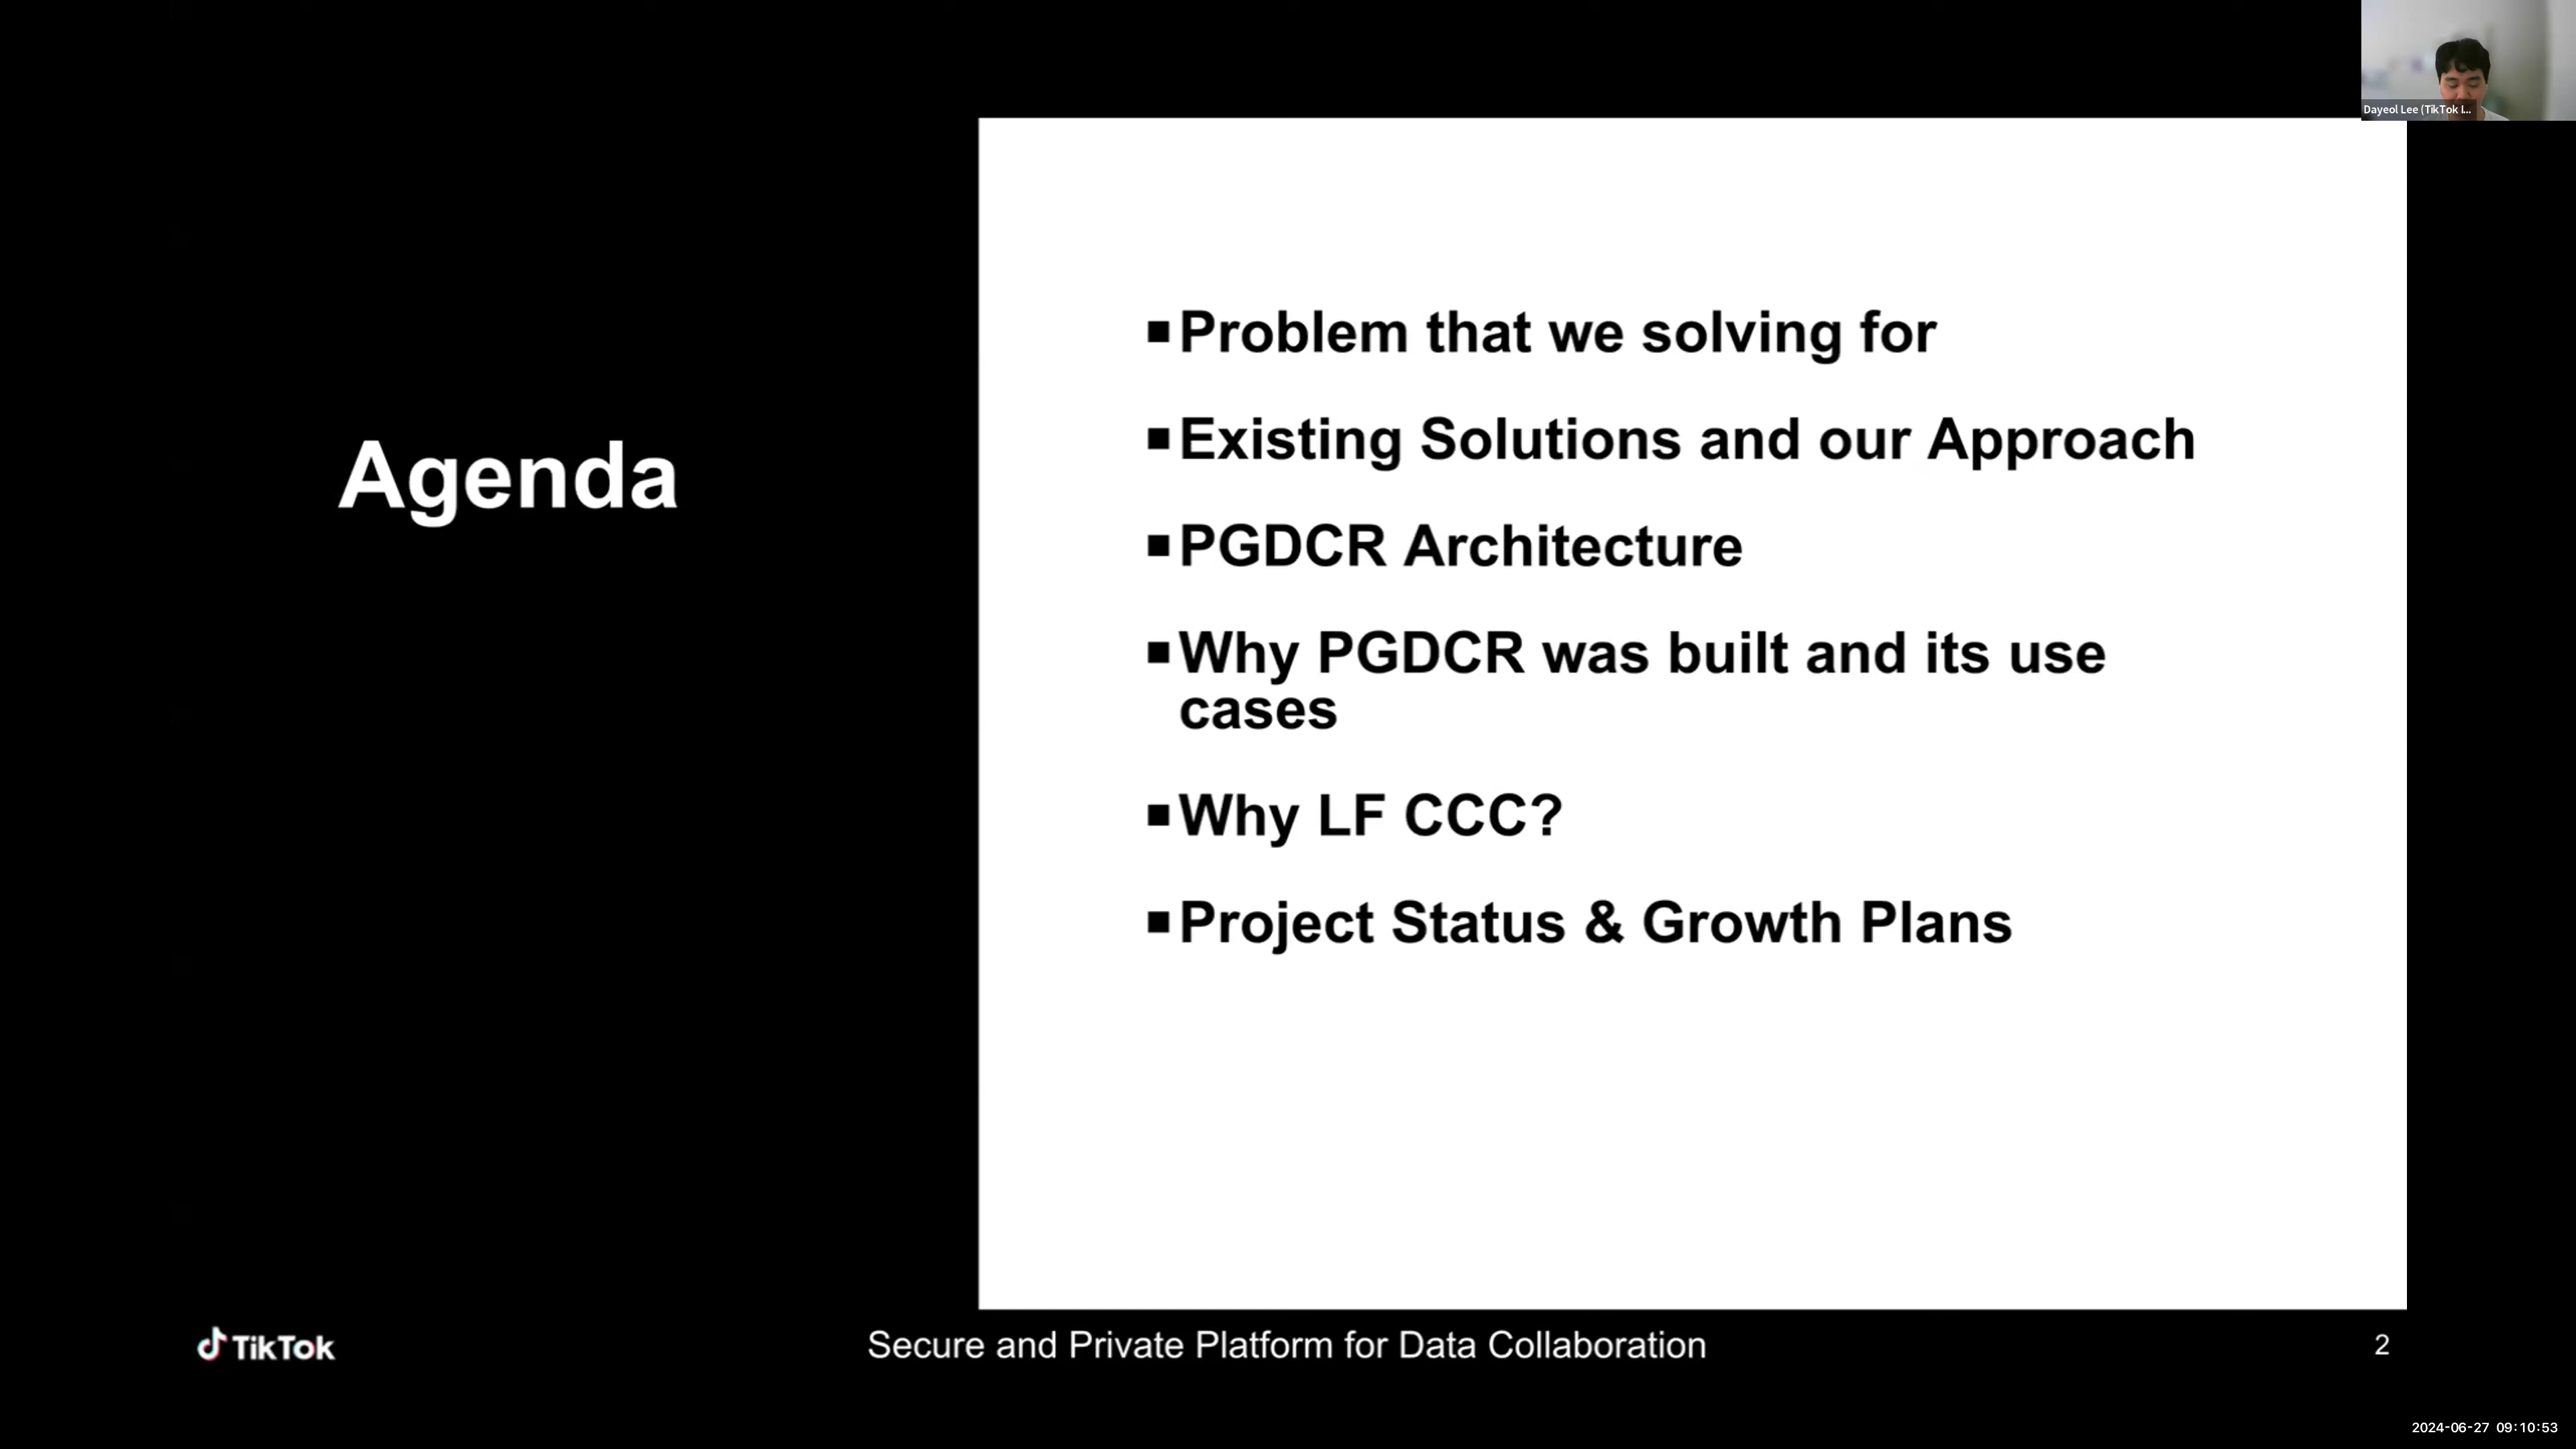 Dayeol Lee (TikTok I...
Agenda
▪Problem that we solving for
▪Existing Solutions and our Approach
▪PGDCR Architecture
▪Why PGDCR was built and its use
cases
▪Why LF CCC?
▪Project Status & Growth Plans
TikTok
Secure and Private Platform for Data Collaboration
2
2024-06-27 09:10:53